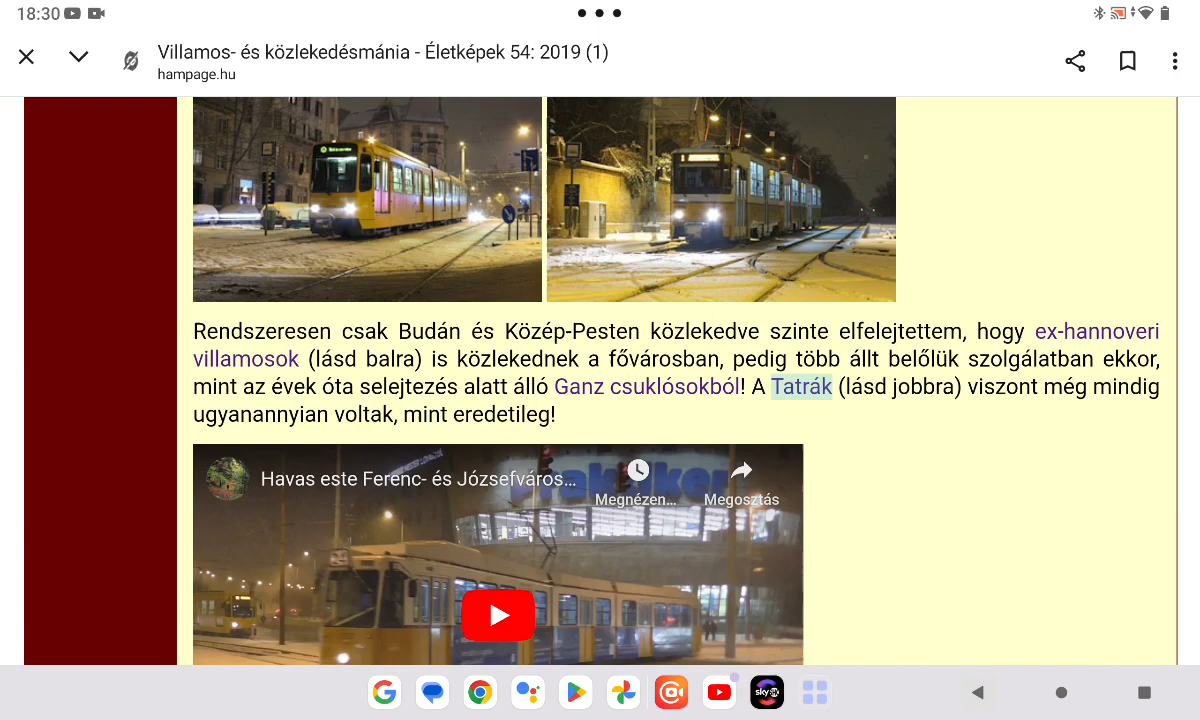 18:30
Villamos- és közlekedésmánia - Életképek 54: 2019 (1)
hampage.hu
Rendszeresen csak Budán és Közép-Pesten közlekedve szinte elfelejtettem, hogy ex-hannoveri
villamosok (lásd balra) is közlekednek a fővárosban, pedig több állt belőlük szolgálatban ekkor,
mint az évek óta selejtezés alatt álló Ganz csuklósokból! A Tatrák (lásd jobbra) viszont még mindig
ugyanannyian voltak, mint eredetileg!
Havas este Ferenc- és Józsefváros...
Megnézen...
Megosztás
praktiker
sky